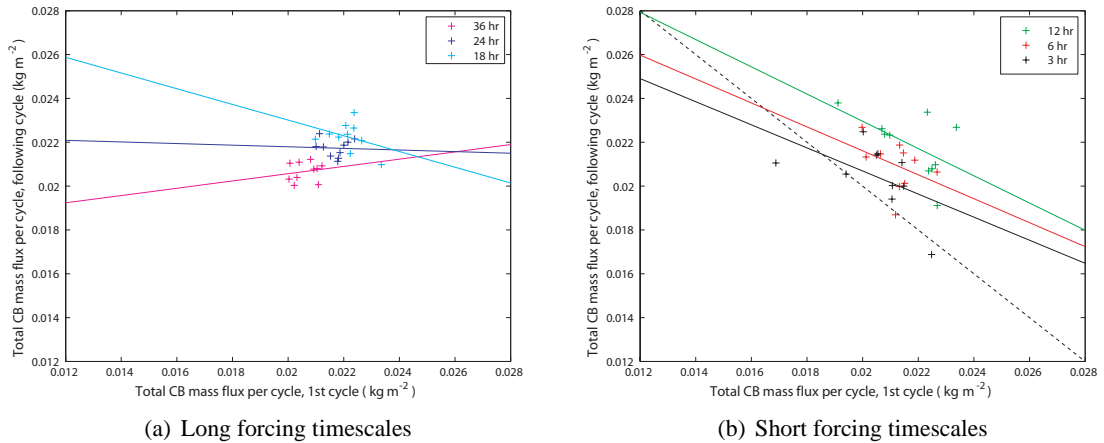 0.028
0.026
0.024
0.022
0.02
0.018
0.016
0.014
0.012
Total CB mass flux per cycle, following cycle (kg m⁻²)
36 hr
24 hr
18 hr
0.012 0.014 0.016 0.018 0.02 0.022 0.024 0.026 0.028
Total CB mass flux per cycle, 1st cycle ( kg m⁻²)
(a) Long forcing timescales
0.028
0.026
0.024
0.022
0.02
0.018
0.016
0.014
0.012
Total CB mass flux per cycle, following cycle ( kg m⁻²)
12 hr
6 hr
3 hr
0.012 0.014 0.016 0.018 0.02 0.022 0.024 0.026 0.028
Total CB mass flux per cycle, 1st cycle ( kg m⁻²)
(b) Short forcing timescales